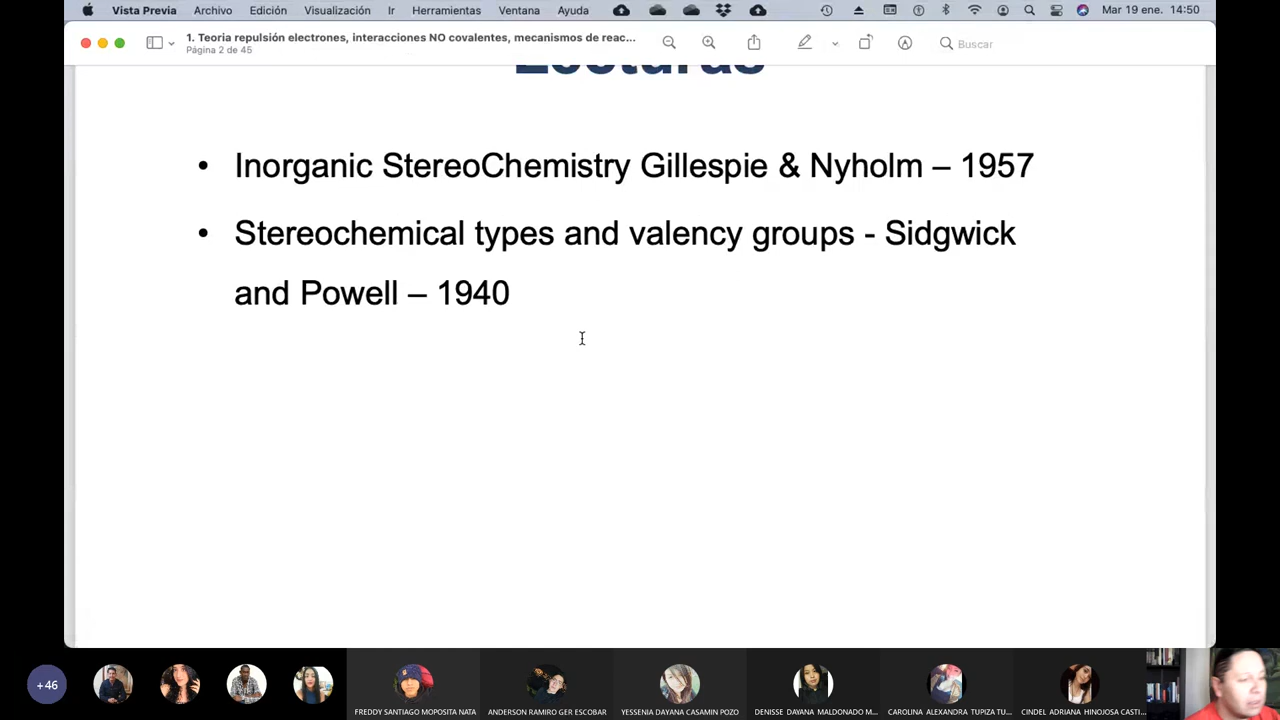 Vista Previa Archivo Edición Visualización Ir Herramientas Ventana Ayuda Mar 19 ene. 14:50
1. Teoria repulsión electrones, interacciones NO covalentes, mecanismos de reac...
Página 2 de 45
Buscar
Lecturas
• Inorganic StereoChemistry Gillespie & Nyholm – 1957
• Stereochemical types and valency groups - Sidgwick
and Powell – 1940
+46
FREDDY SANTIAGO MOPOSITA NATA
ANDERSON RAMIRO GER ESCOBAR
YESSENIA DAYANA CASAMIN POZO
DENISSE DAYANA MALDONADO M...
CAROLINA ALEXANDRA TUPIZA TU...
CINDEL ADRIANA HINOJOSA CASTI...